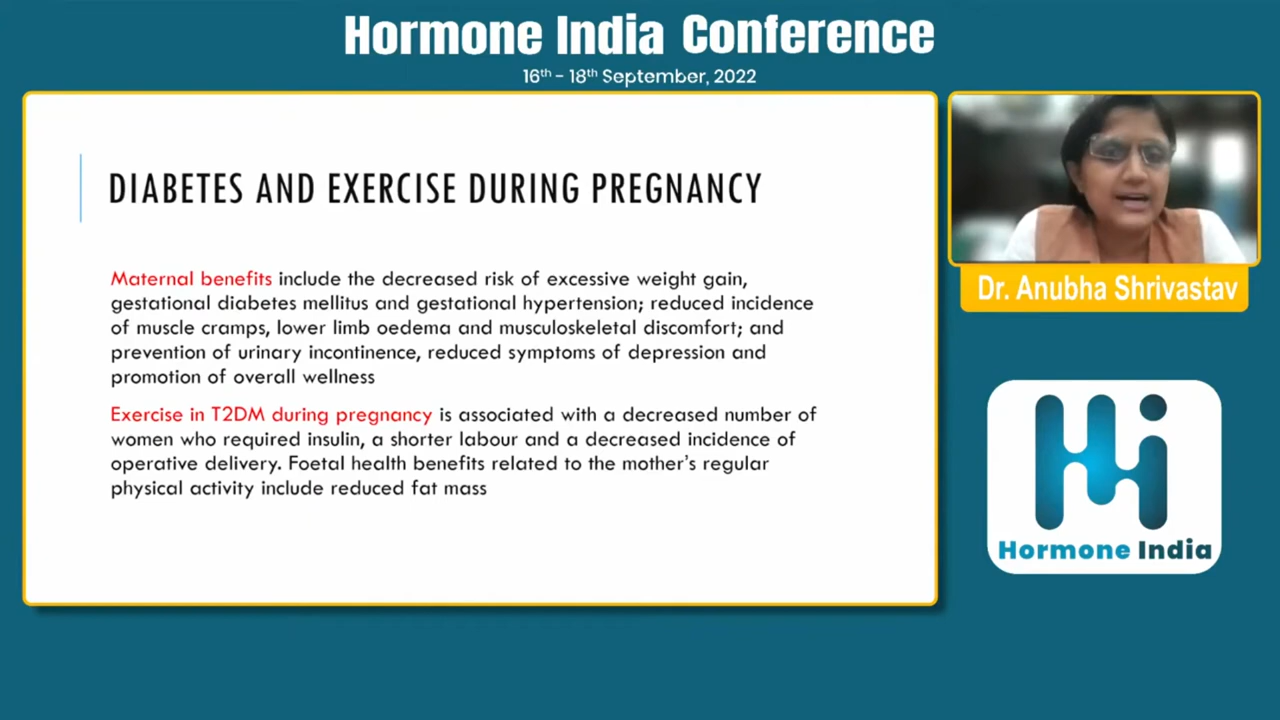 Hormone India Conference
16th - 18th September, 2022
DIABETES AND EXERCISE DURING PREGNANCY
Maternal benefits include the decreased risk of excessive weight gain,
gestational diabetes mellitus and gestational hypertension; reduced incidence
of muscle cramps, lower limb oedema and musculoskeletal discomfort; and
prevention of urinary incontinence, reduced symptoms of depression and
promotion of overall wellness
Exercise in T2DM during pregnancy is associated with a decreased number of
women who required insulin, a shorter labour and a decreased incidence of
operative delivery. Foetal health benefits related to the mother's regular
physical activity include reduced fat mass
Dr. Anubha Shrivastav
Hi
Hormone India